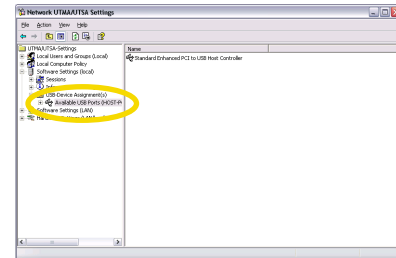 Network UTMA/UTSA Settings
File Action View Help
UTMA/UTSA-Settings
Local Users and Groups (Local)
Local Computer Policy
Software Settings (local)
Sessions
Info
USB-Device Assignment(s)
Available USB Ports (HOST-P
Software Settings (LAN)
Name
Standard Enhanced PCI to USB Host Controller